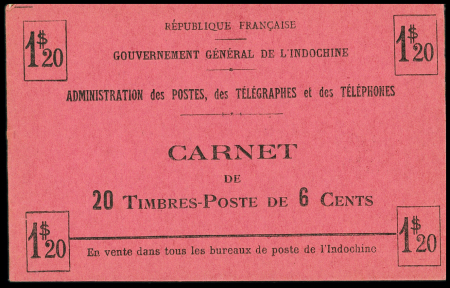 1$20
1$20
RÉPUBLIQUE FRANÇAISE
GOUVERNEMENT GÉNÉRAL DE L'INDOCHINE
ADMINISTRATION des POSTES, des TÉLÉGRAPHES et des TÉLÉPHONES
CARNET
DE
20 TIMBRES-POSTE DE 6 CENTS
1$20
1$20
En vente dans tous les bureaux de poste de l'Indochine